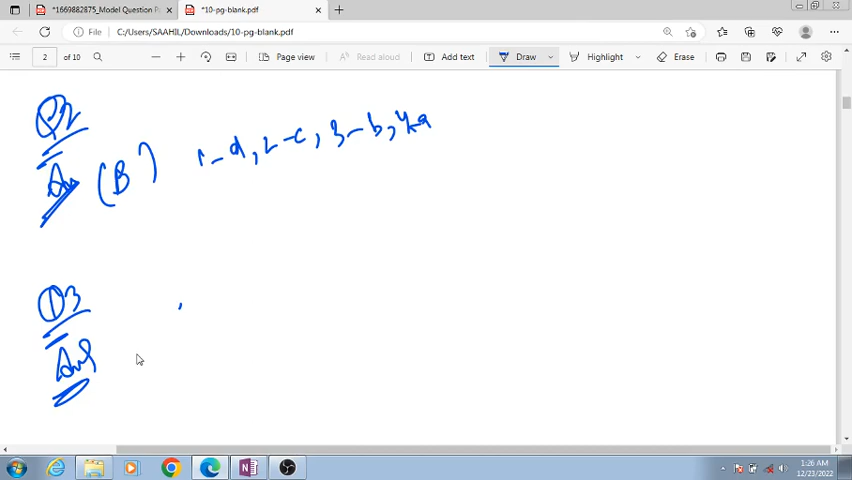 *1669882875_Model Question P
*10-pg-blank.pdf
File
C:/Users/SAAHIL/Downloads/10-pg-blank.pdf
2 of 10
Page view
Read aloud
Add text
Draw
Highlight
Erase
Q2
Ans (B) 1-d, 2-c, 3-b, 4-a
Q3
Ans
1:26 AM
12/23/2022